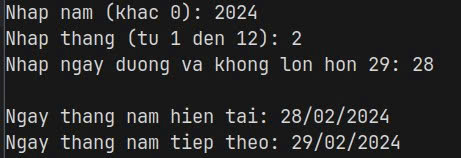 Nhap nam (khac 0): 2024
Nhap thang (tu 1 den 12): 2
Nhap ngay duong va khong lon hon 29: 28
Ngay thang nam hien tai: 28/02/2024
Ngay thang nam tiep theo: 29/02/2024